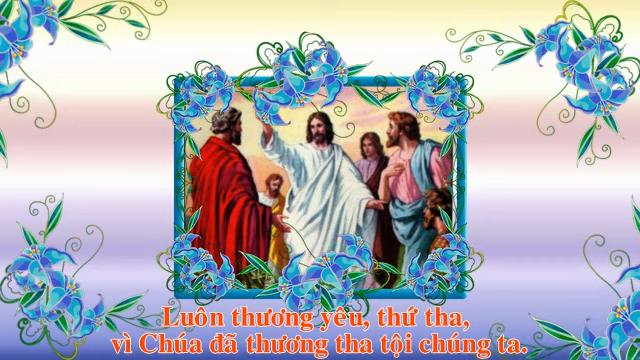 Luôn thương yêu, thứ tha,
vì Chúa đã thương tha tội chúng ta.